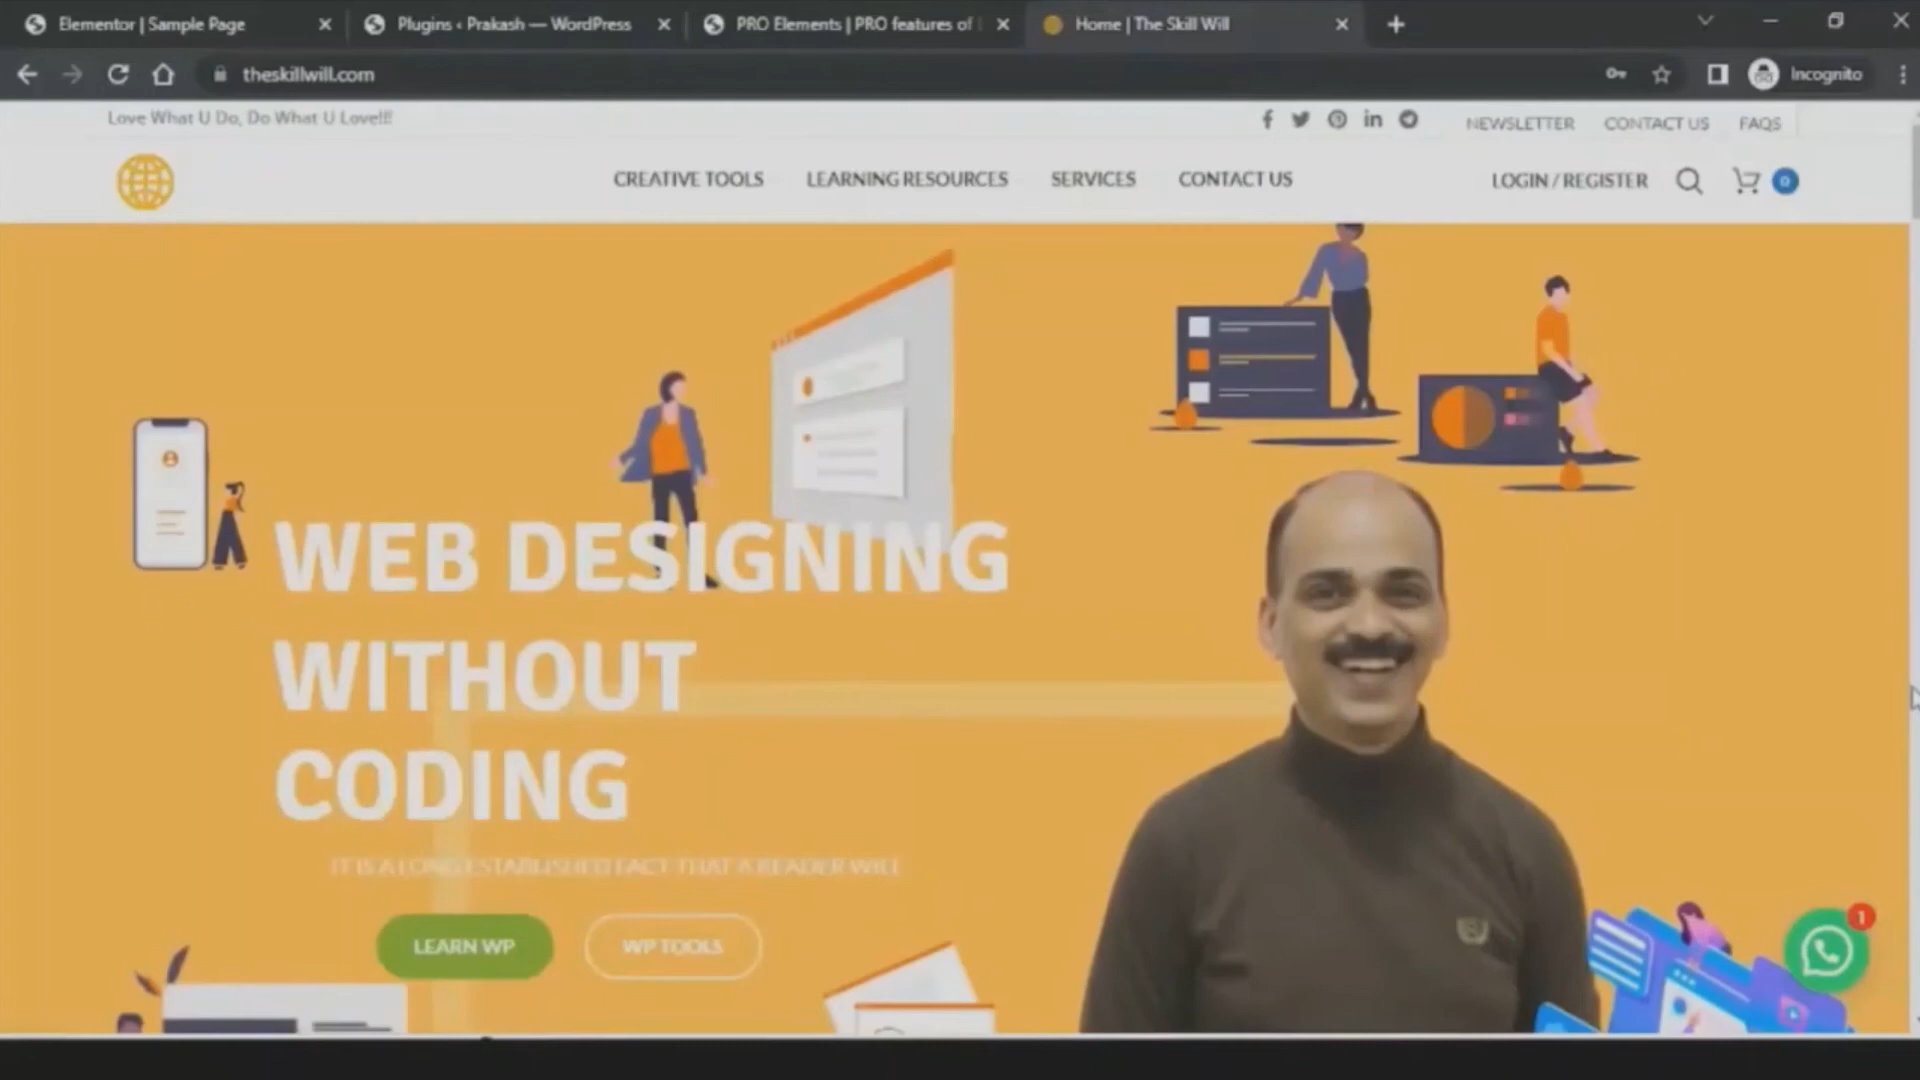 Elementor | Sample Page
Plugins ‹ Prakash — WordPress
PRO Elements | PRO features of
Home | The Skill Will
theskillwill.com
Incognito
Love What U Do, Do What U Love!!!
NEWSLETTER
CONTACT US
FAQS
CREATIVE TOOLS
LEARNING RESOURCES
SERVICES
CONTACT US
LOGIN / REGISTER
0
WEB DESIGNING
WITHOUT
CODING
IT IS A LONG ESTABLISHED FACT THAT A READER WILL
LEARN WP
WP TOOLS
1